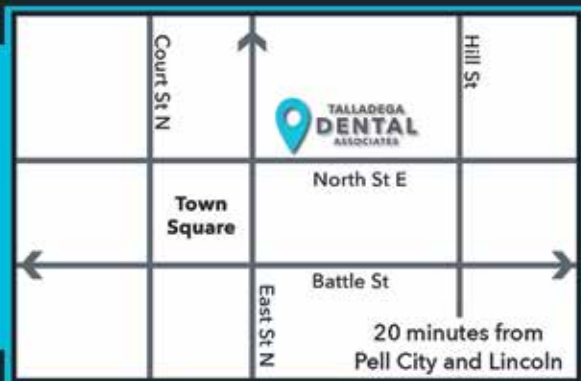 Court St N
Hill St
TALLADEGA
DENTAL
ASSOCIATES
North St E
Town
Square
Battle St
East St N
20 minutes from
Pell City and Lincoln